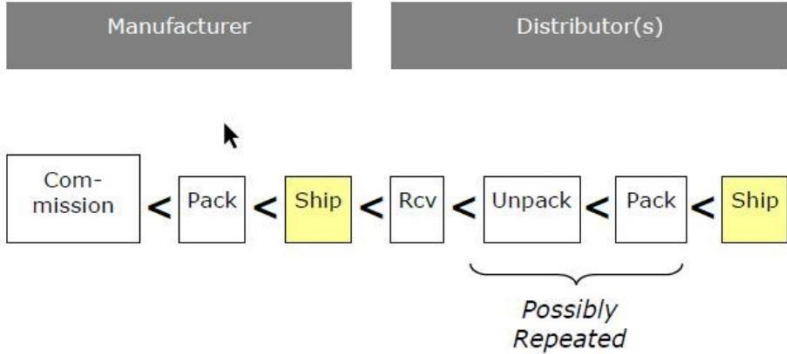 Manufacturer
Distributor(s)
Com-
mission
< Pack < Ship < Rcv < Unpack < Pack < Ship
Possibly
Repeated